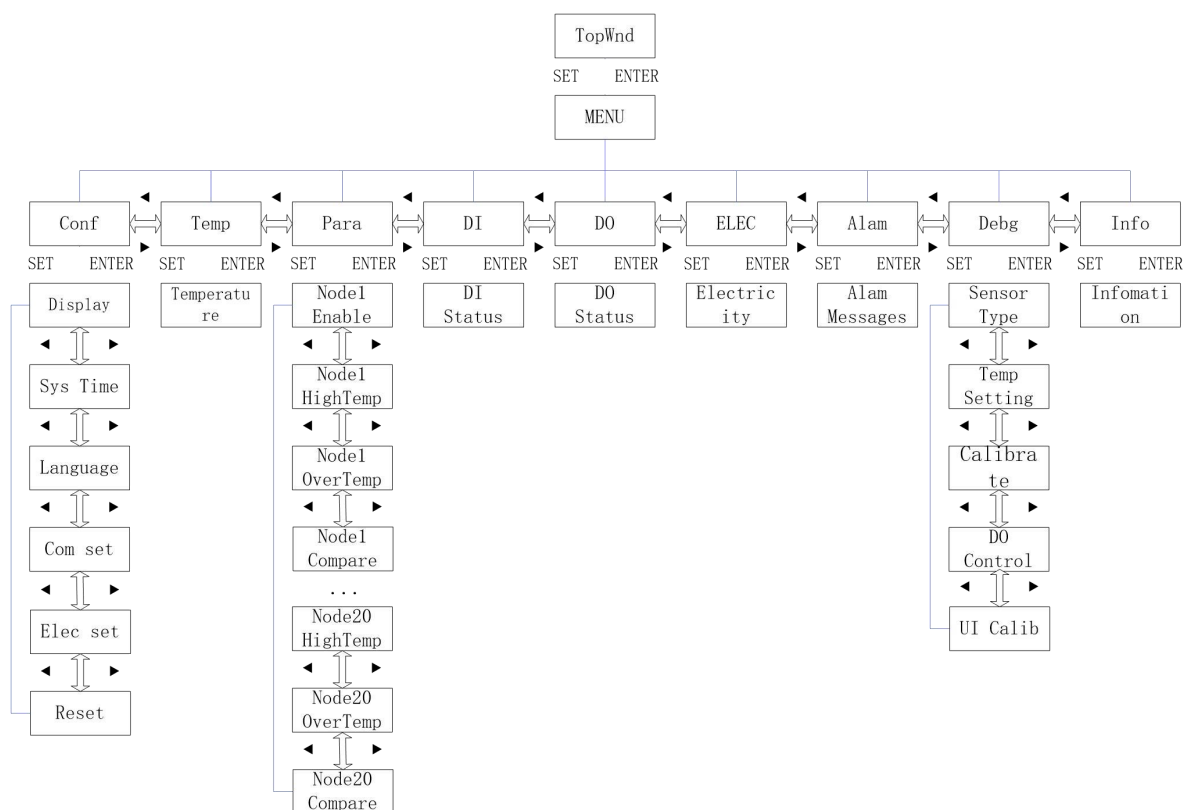 TopWnd
SET ENTER
MENU
Conf Temp Para DI DO ELEC Alam Debg Info
SET ENTER SET ENTER SET ENTER SET ENTER SET ENTER SET ENTER SET ENTER SET ENTER SET ENTER
Display
Sys Time
Language
Com set
Elec set
Reset
Temperatu
re
Node1
Enable
Node1
HighTemp
Node1
OverTemp
Node1
Compare
...
Node20
HighTemp
Node20
OverTemp
Node20
Compare
DI
Status
DO
Status
Electric
ity
Alam
Messages
Sensor
Type
Temp
Setting
Calibra
te
DO
Control
UI Calib
Infomati
on